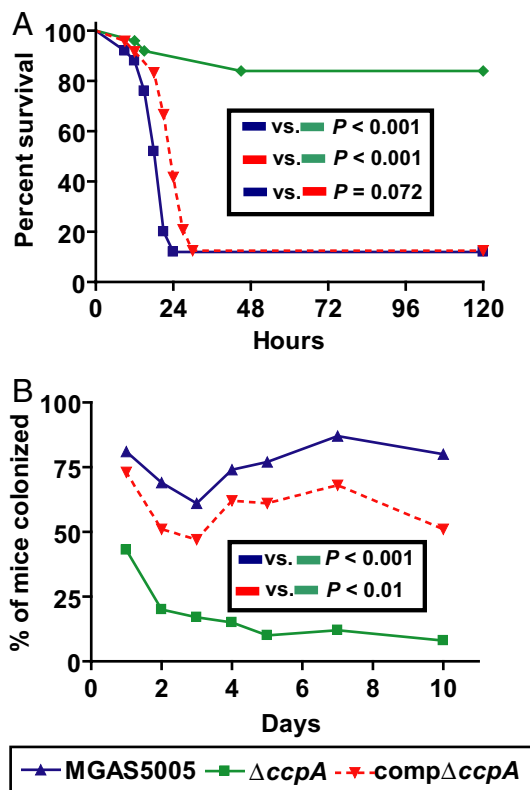 A
Percent survival
100
80
60
40
20
0
vs. P < 0.001
vs. P < 0.001
vs. P = 0.072
0 24 48 72 96 120
Hours
B
% of mice colonized
100
75
50
25
0
vs. P < 0.001
vs. P < 0.01
0 2 4 6 8 10
Days
MGAS5005 ΔccpA compΔccpA